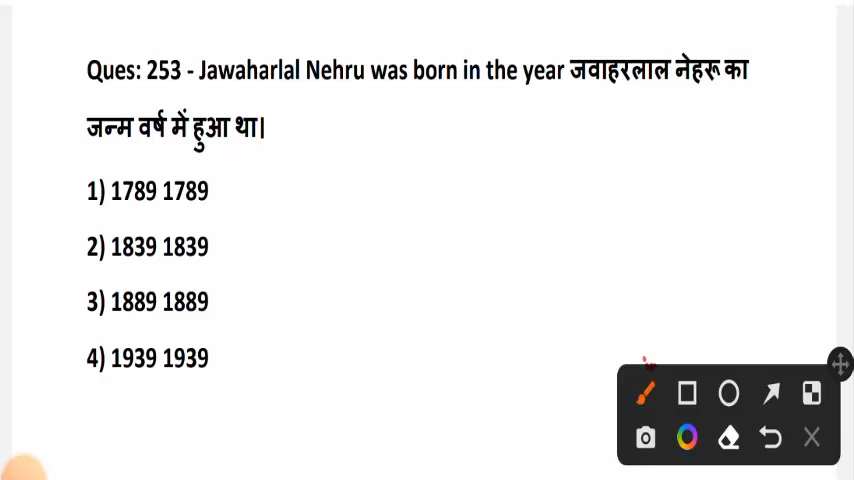 Ques: 253 - Jawaharlal Nehru was born in the year जवाहरलाल नेहरू का
जन्म वर्ष में हुआ था।
1) 1789 1789
2) 1839 1839
3) 1889 1889
4) 1939 1939